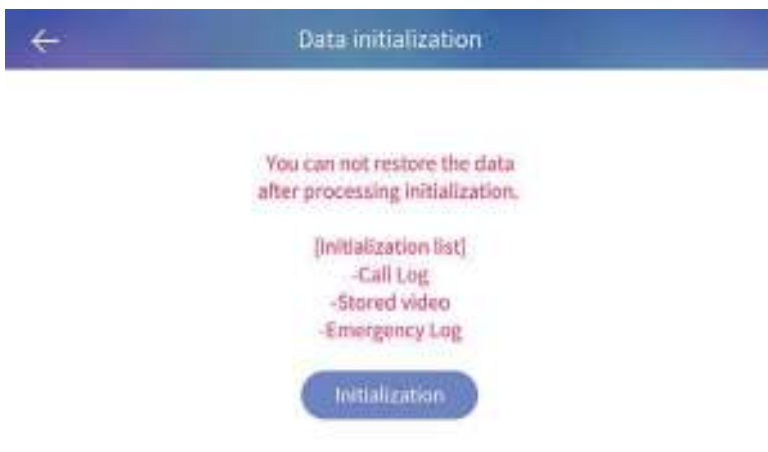 Data initialization
You can not restore the data
after processing initialization.
[Initialization list]
-Call Log
-Stored video
-Emergency Log
Initialization